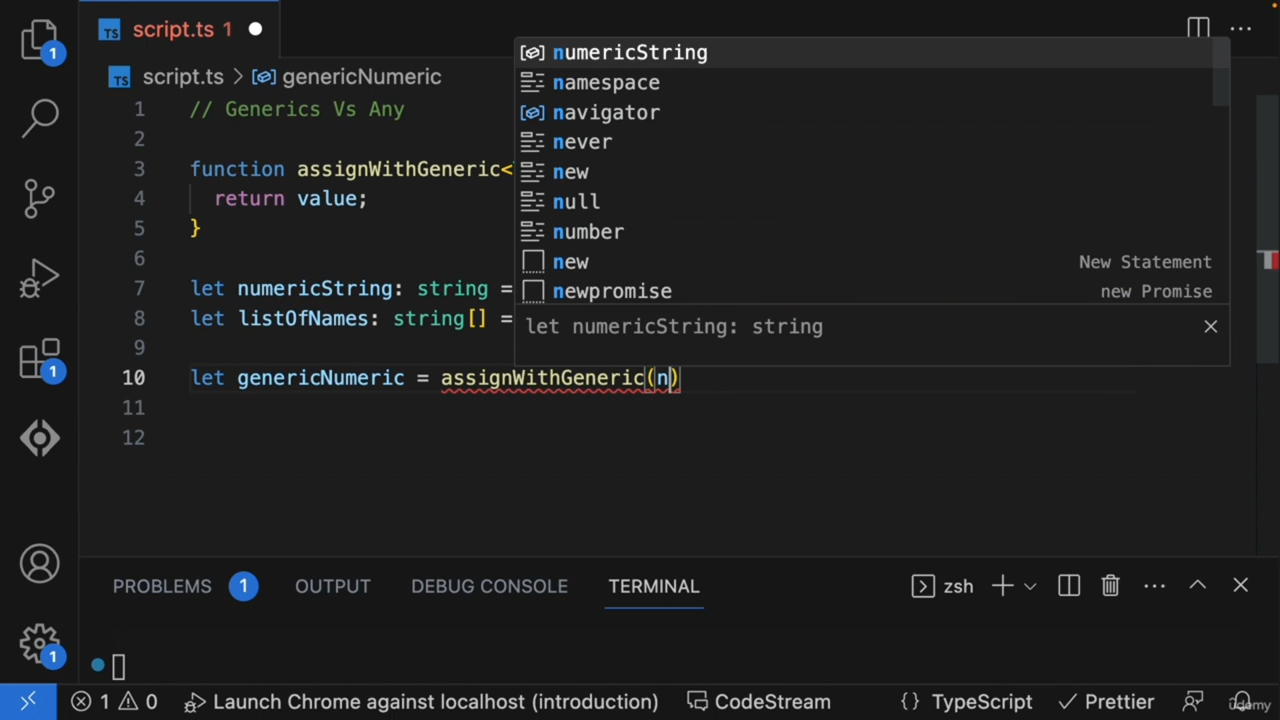 TS script.ts 1
TS script.ts > genericNumeric
1 // Generics Vs Any
2
3 function assignWithGeneric<
4 return value;
5 }
6
7 let numericString: string =
8 let listOfNames: string[] =
9
10 let genericNumeric = assignWithGeneric(n)
11
12
numericString
namespace
navigator
never
new
null
number
new New Statement
newpromise new Promise
let numericString: string
1
1
1
PROBLEMS 1 OUTPUT DEBUG CONSOLE TERMINAL zsh
1 0 Launch Chrome against localhost (introduction) CodeStream {} TypeScript Prettier
udemy